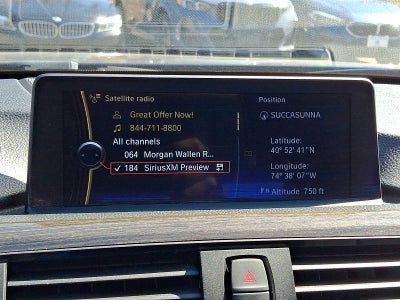 Satellite radio
Great Offer Now!
844-711-8800
All channels
064 Morgan Wallen R...
184 SiriusXM Preview
Position
SUCCASUNNA
Latitude:
40° 52' 41"N
Longitude:
74° 38' 07"W
Altitude 750 ft